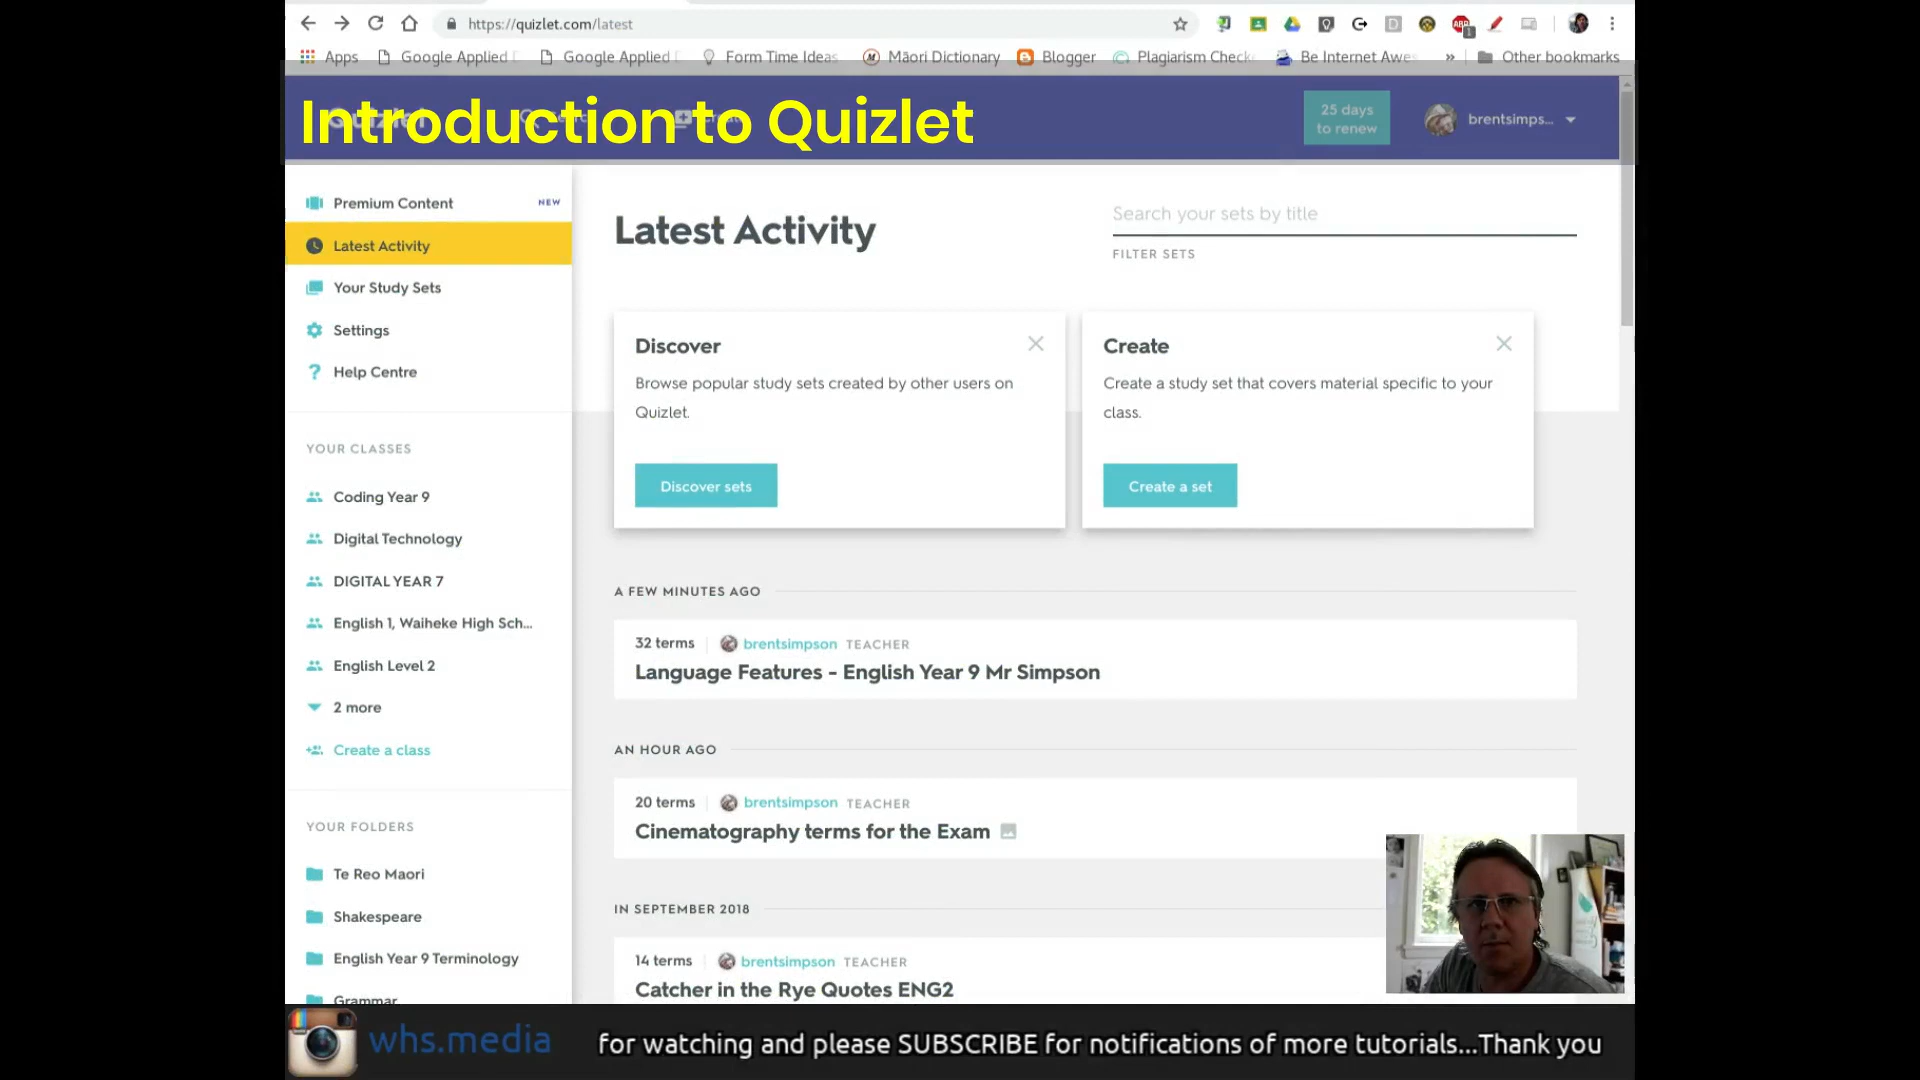 https://quizlet.com/latest
Apps Google Applied Google Applied Form Time Ideas Māori Dictionary Blogger Plagiarism Check Be Internet Awes » Other bookmarks
Introduction to Quizlet
25 days
to renew
brentsimps...
Premium Content NEW
Latest Activity
Your Study Sets
Settings
Help Centre
YOUR CLASSES
Coding Year 9
Digital Technology
DIGITAL YEAR 7
English 1, Waiheke High Sch...
English Level 2
2 more
Create a class
YOUR FOLDERS
Te Reo Maori
Shakespeare
English Year 9 Terminology
Grammar
Latest Activity
Search your sets by title
FILTER SETS
Discover
Browse popular study sets created by other users on
Quizlet.
Discover sets
Create
Create a study set that covers material specific to your
class.
Create a set
A FEW MINUTES AGO
32 terms brentsimpson TEACHER
Language Features - English Year 9 Mr Simpson
AN HOUR AGO
20 terms brentsimpson TEACHER
Cinematography terms for the Exam
IN SEPTEMBER 2018
14 terms brentsimpson TEACHER
Catcher in the Rye Quotes ENG2
whs.media for watching and please SUBSCRIBE for notifications of more tutorials...Thank you